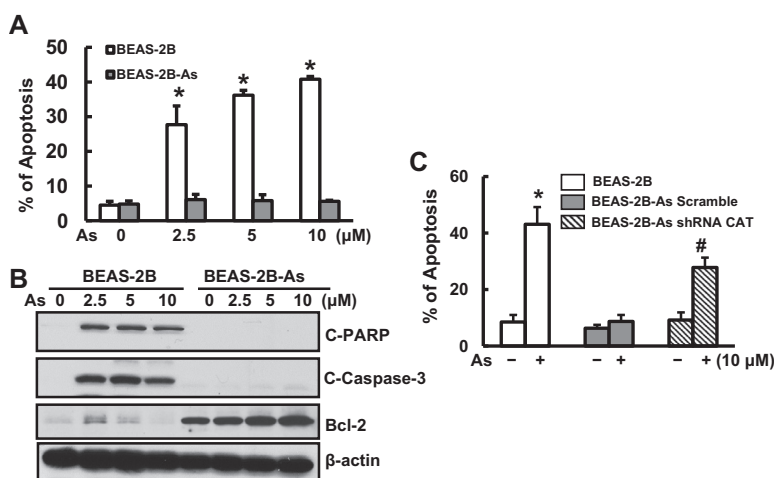 A
BEAS-2B
BEAS-2B-As
50
40
30
20
10
0
% of Apoptosis
* * *
As 0 2.5 5 10 (μM)
B
BEAS-2B BEAS-2B-As
As 0 2.5 5 10 0 2.5 5 10 (μM)
C-PARP
C-Caspase-3
Bcl-2
β-actin
C
BEAS-2B
BEAS-2B-As Scramble
BEAS-2B-As shRNA CAT
60
40
20
0
% of Apoptosis
* #
As − + − + − + (10 μM)